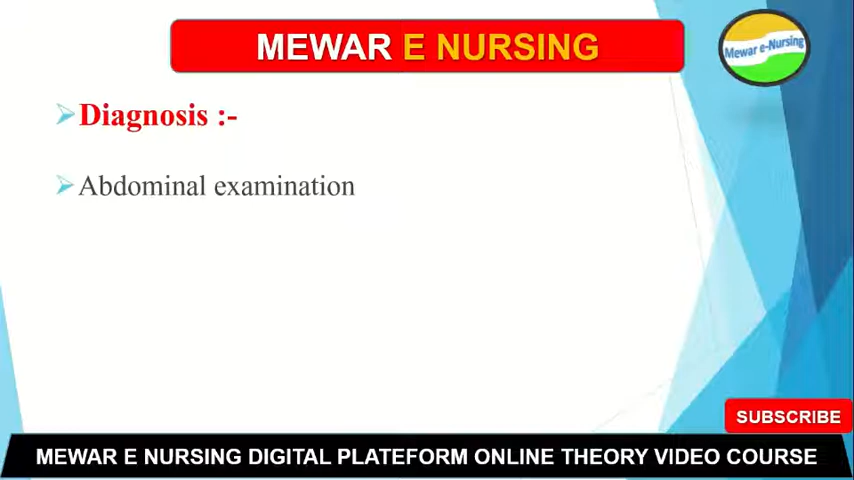 MEWAR E NURSING
Mewar e-Nursing
Diagnosis :-
Abdominal examination
SUBSCRIBE
MEWAR E NURSING DIGITAL PLATEFORM ONLINE THEORY VIDEO COURSE